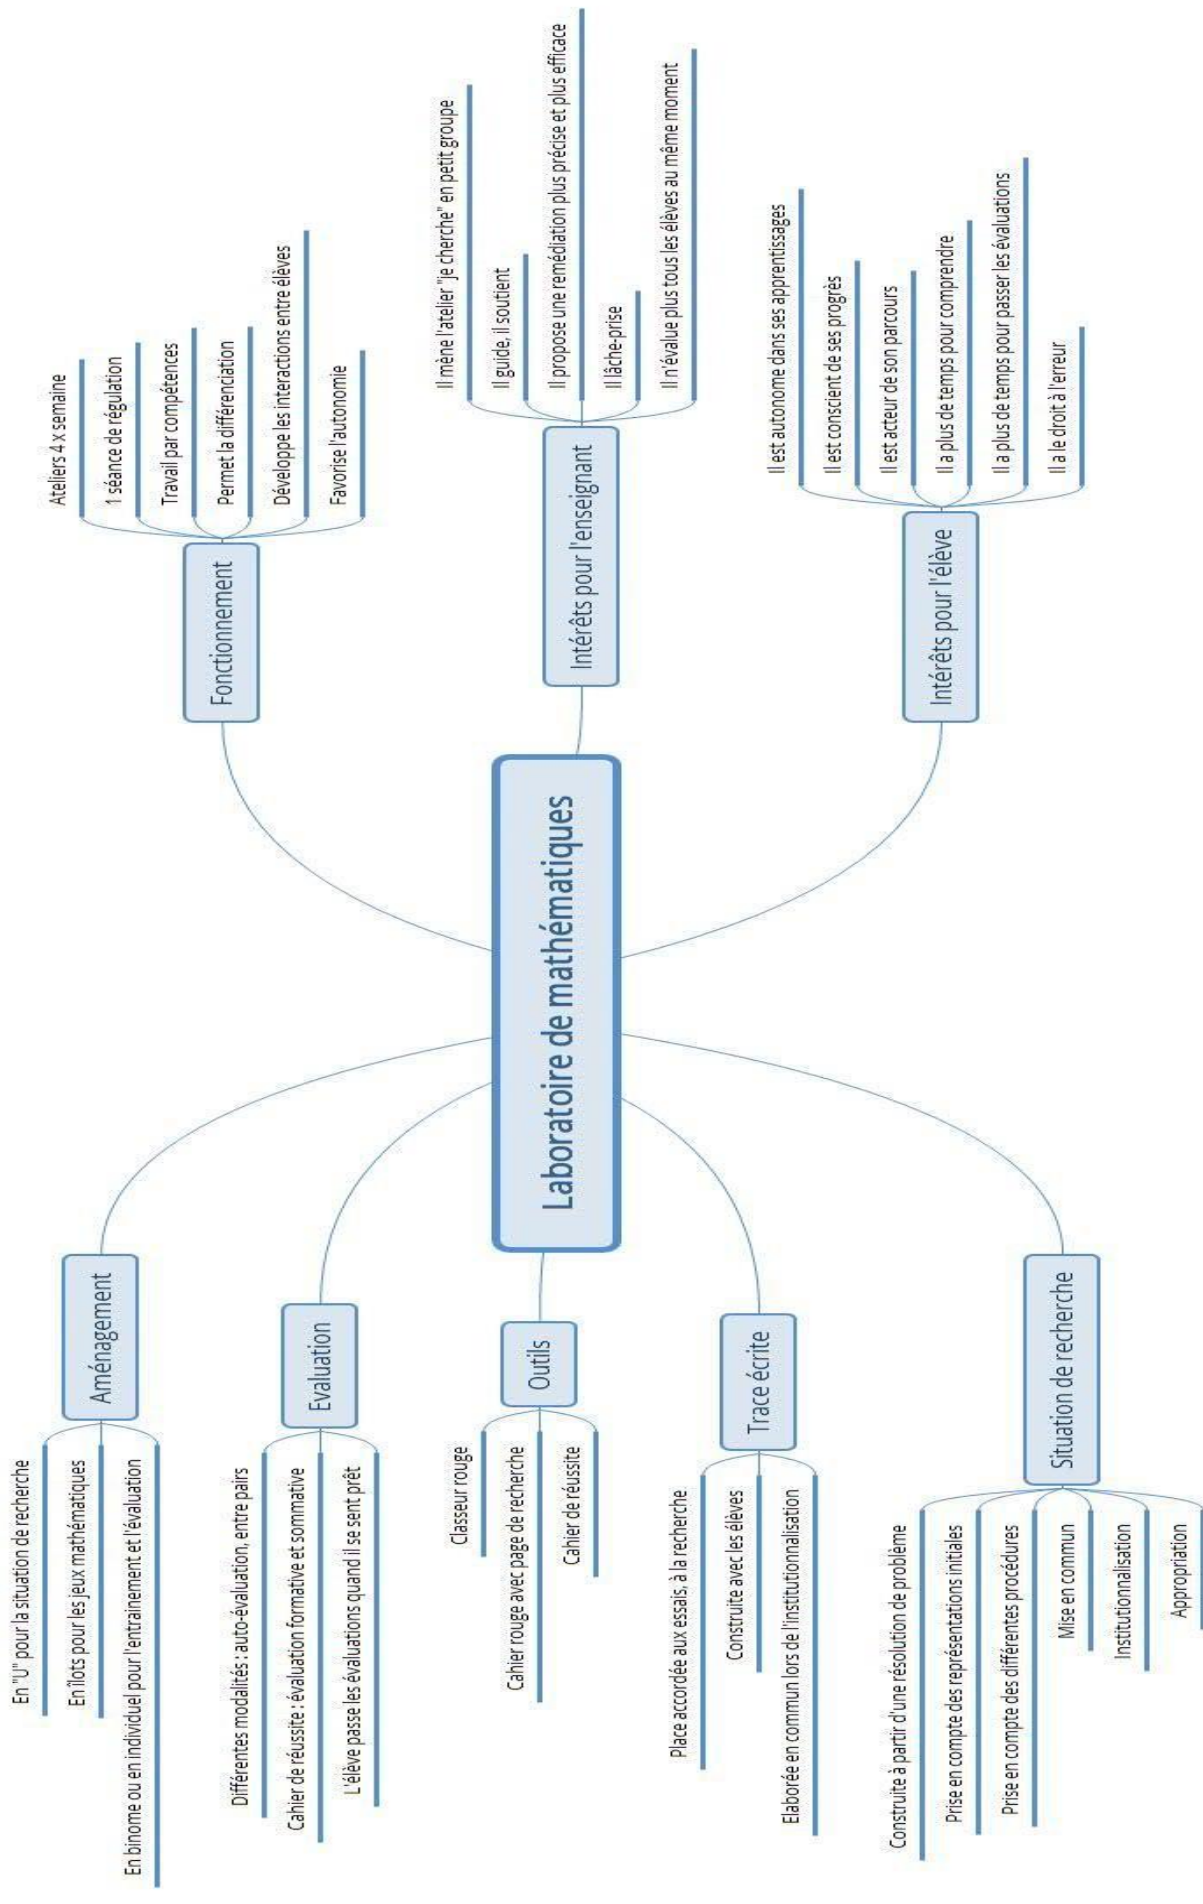 Laboratoire de mathématiques
Aménagement
En "U" pour la situation de recherche
En îlots pour les jeux mathématiques
En binome ou en individuel pour l'entrainement et l'évaluation
Evaluation
Différentes modalités : auto-évaluation, entre pairs
Cahier de réussite : évaluation formative et sommative
L'élève passe les évaluations quand il se sent prêt
Outils
Classeur rouge
Cahier rouge avec page de recherche
Cahier de réussite
Trace écrite
Place accordée aux essais, à la recherche
Construite avec les élèves
Elaborée en commun lors de l'institutionnalisation
Situation de recherche
Construite à partir d'une résolution de problème
Prise en compte des représentations initiales
Prise en compte des différentes procédures
Mise en commun
Institutionnalisation
Appropriation
Fonctionnement
Ateliers 4 x semaine
1 séance de régulation
Travail par compétences
Permet la différenciation
Développe les interactions entre élèves
Favorise l'autonomie
Intérêts pour l'enseignant
Il mène l'atelier "je cherche" en petit groupe
Il guide, il soutient
Il propose une remédiation plus précise et plus efficace
Il lâche-prise
Il n'évalue plus tous les élèves au même moment
Intérêts pour l'élève
Il est autonome dans ses apprentissages
Il est conscient de ses progrès
Il est acteur de son parcours
Il a plus de temps pour comprendre
Il a plus de temps pour passer les évaluations
Il a le droit à l'erreur